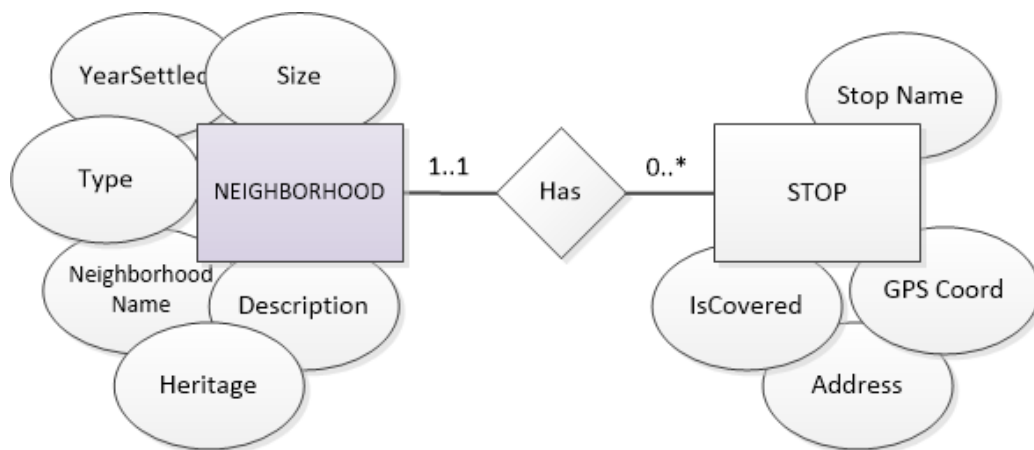 YearSettled
Size
Stop Name
Type
NEIGHBORHOOD
1..1
Has
0..*
STOP
Neighborhood
Name
Description
IsCovered
GPS Coord
Heritage
Address